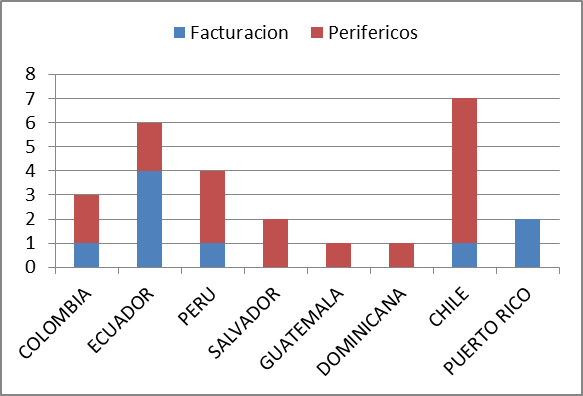 Facturacion Perifericos
8
7
6
5
4
3
2
1
0
COLOMBIA
ECUADOR
PERU
SALVADOR
GUATEMALA
DOMINICANA
CHILE
PUERTO RICO